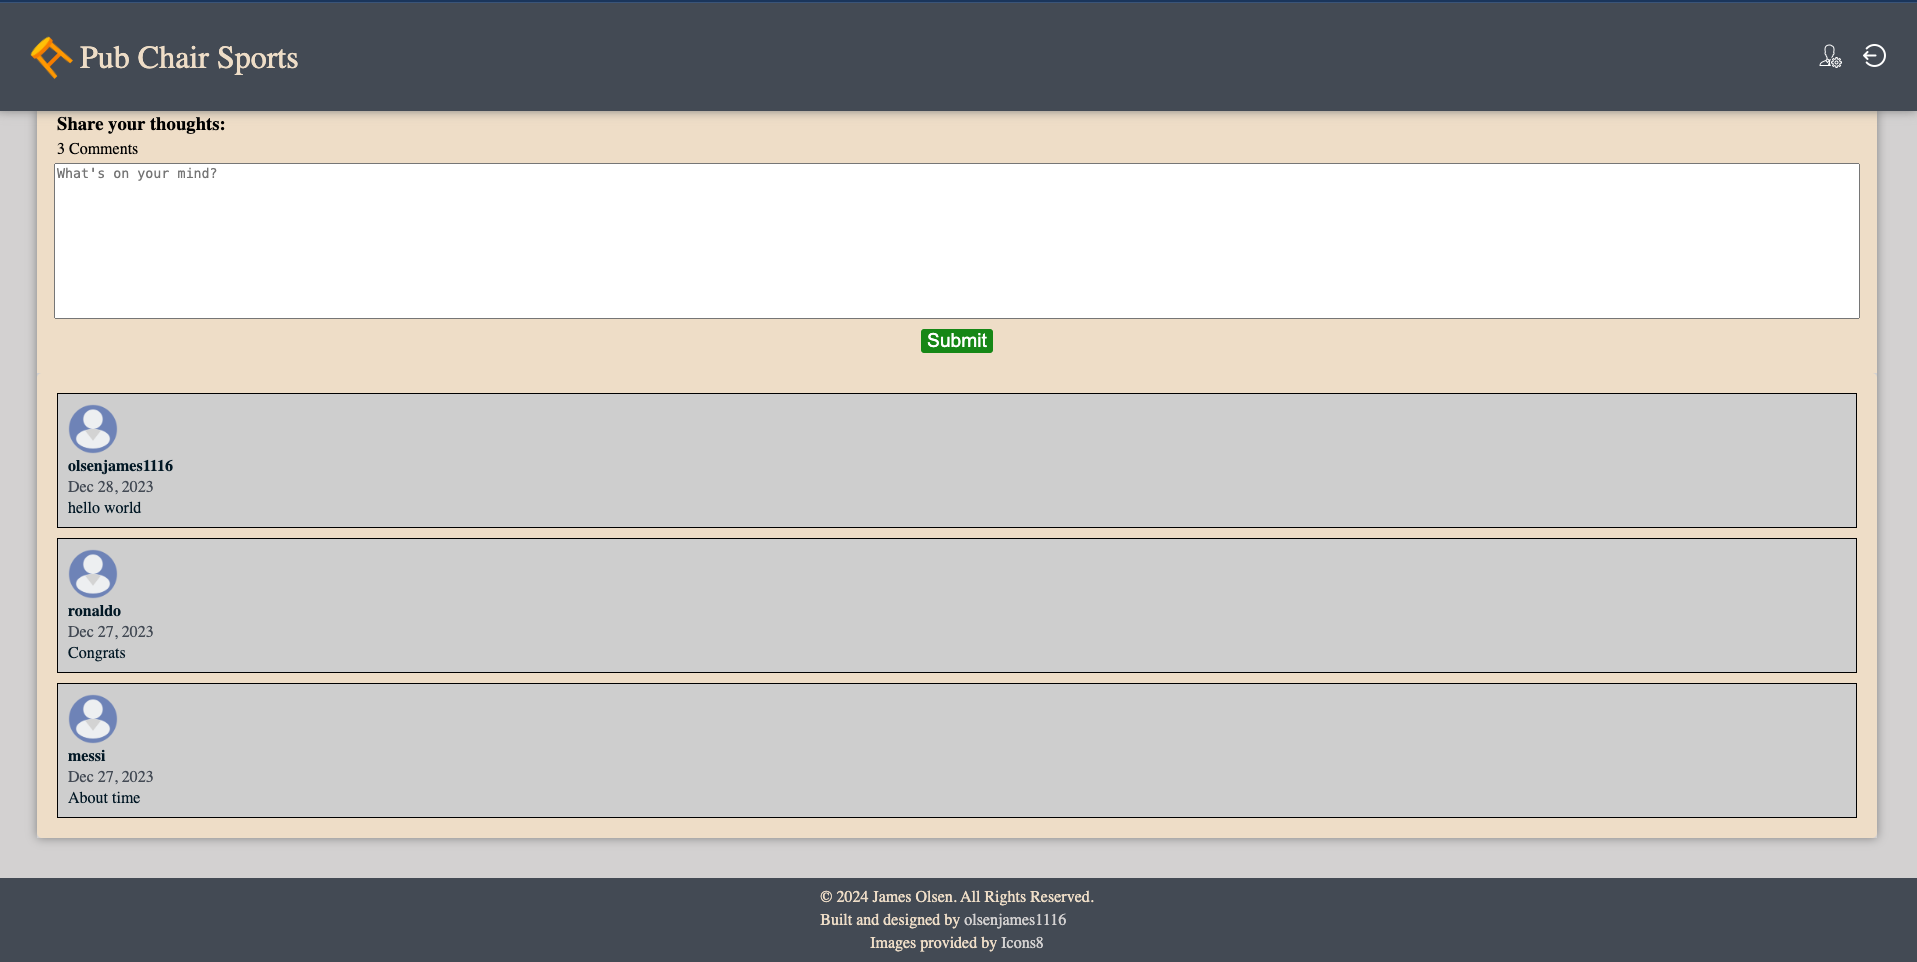 Pub Chair Sports
Share your thoughts:
3 Comments
What's on your mind?
Submit
olsenjames1116
Dec 28, 2023
hello world
ronaldo
Dec 27, 2023
Congrats
messi
Dec 27, 2023
About time
© 2024 James Olsen. All Rights Reserved.
Built and designed by olsenjames1116
Images provided by Icons8